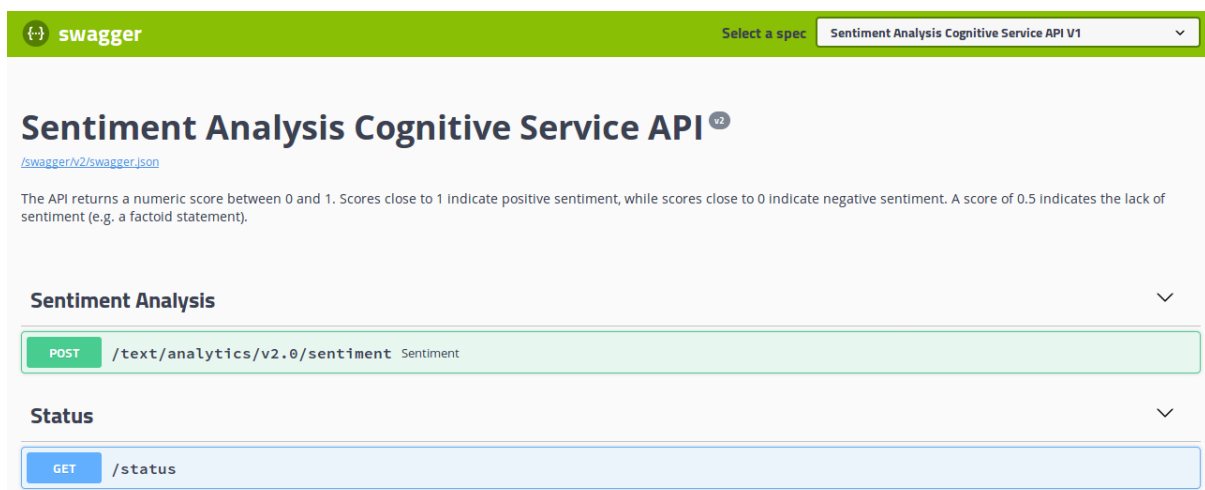 {··} swagger
Select a spec
Sentiment Analysis Cognitive Service API V1
Sentiment Analysis Cognitive Service API v2
/swagger/v2/swagger.json
The API returns a numeric score between 0 and 1. Scores close to 1 indicate positive sentiment, while scores close to 0 indicate negative sentiment. A score of 0.5 indicates the lack of
sentiment (e.g. a factoid statement).
Sentiment Analysis
POST /text/analytics/v2.0/sentiment Sentiment
Status
GET /status